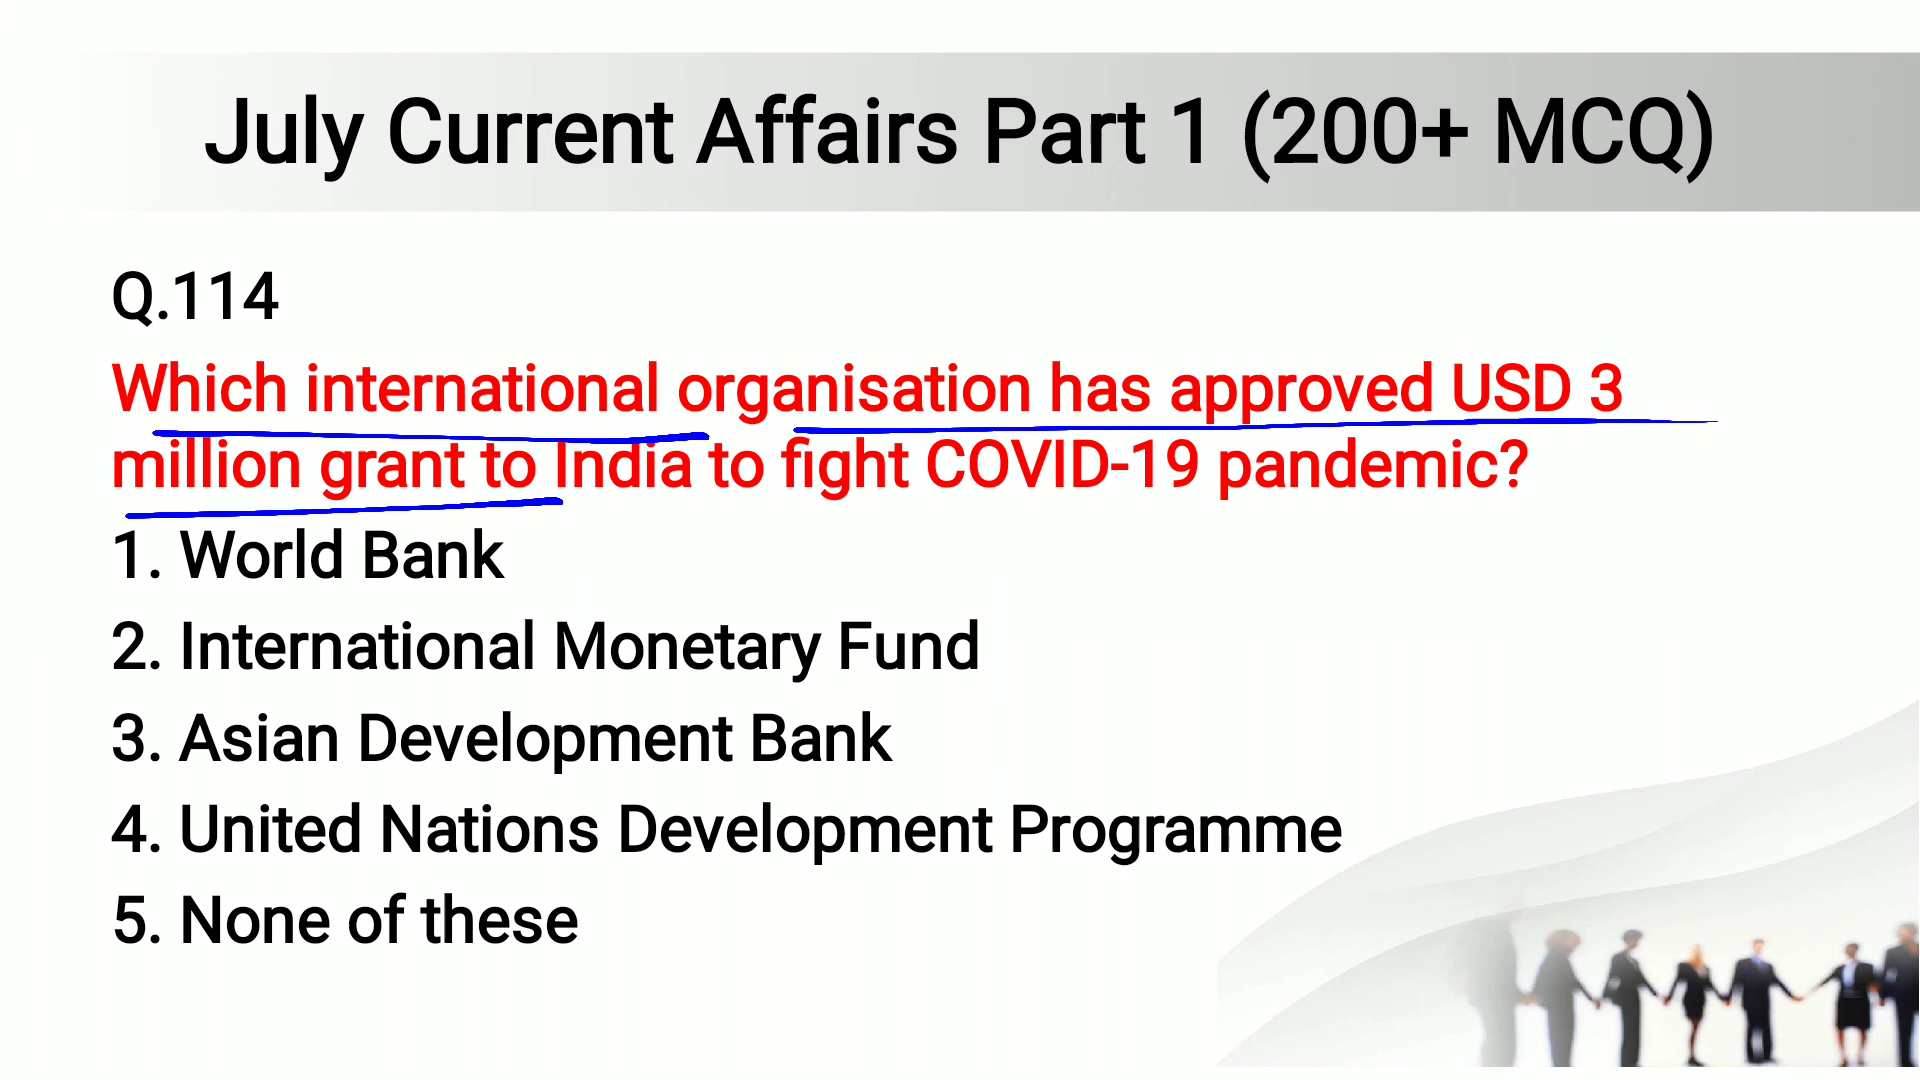 July Current Affairs Part 1 (200+ MCQ)
Q.114
Which international organisation has approved USD 3
million grant to India to fight COVID-19 pandemic?
1. World Bank
2. International Monetary Fund
3. Asian Development Bank
4. United Nations Development Programme
5. None of these